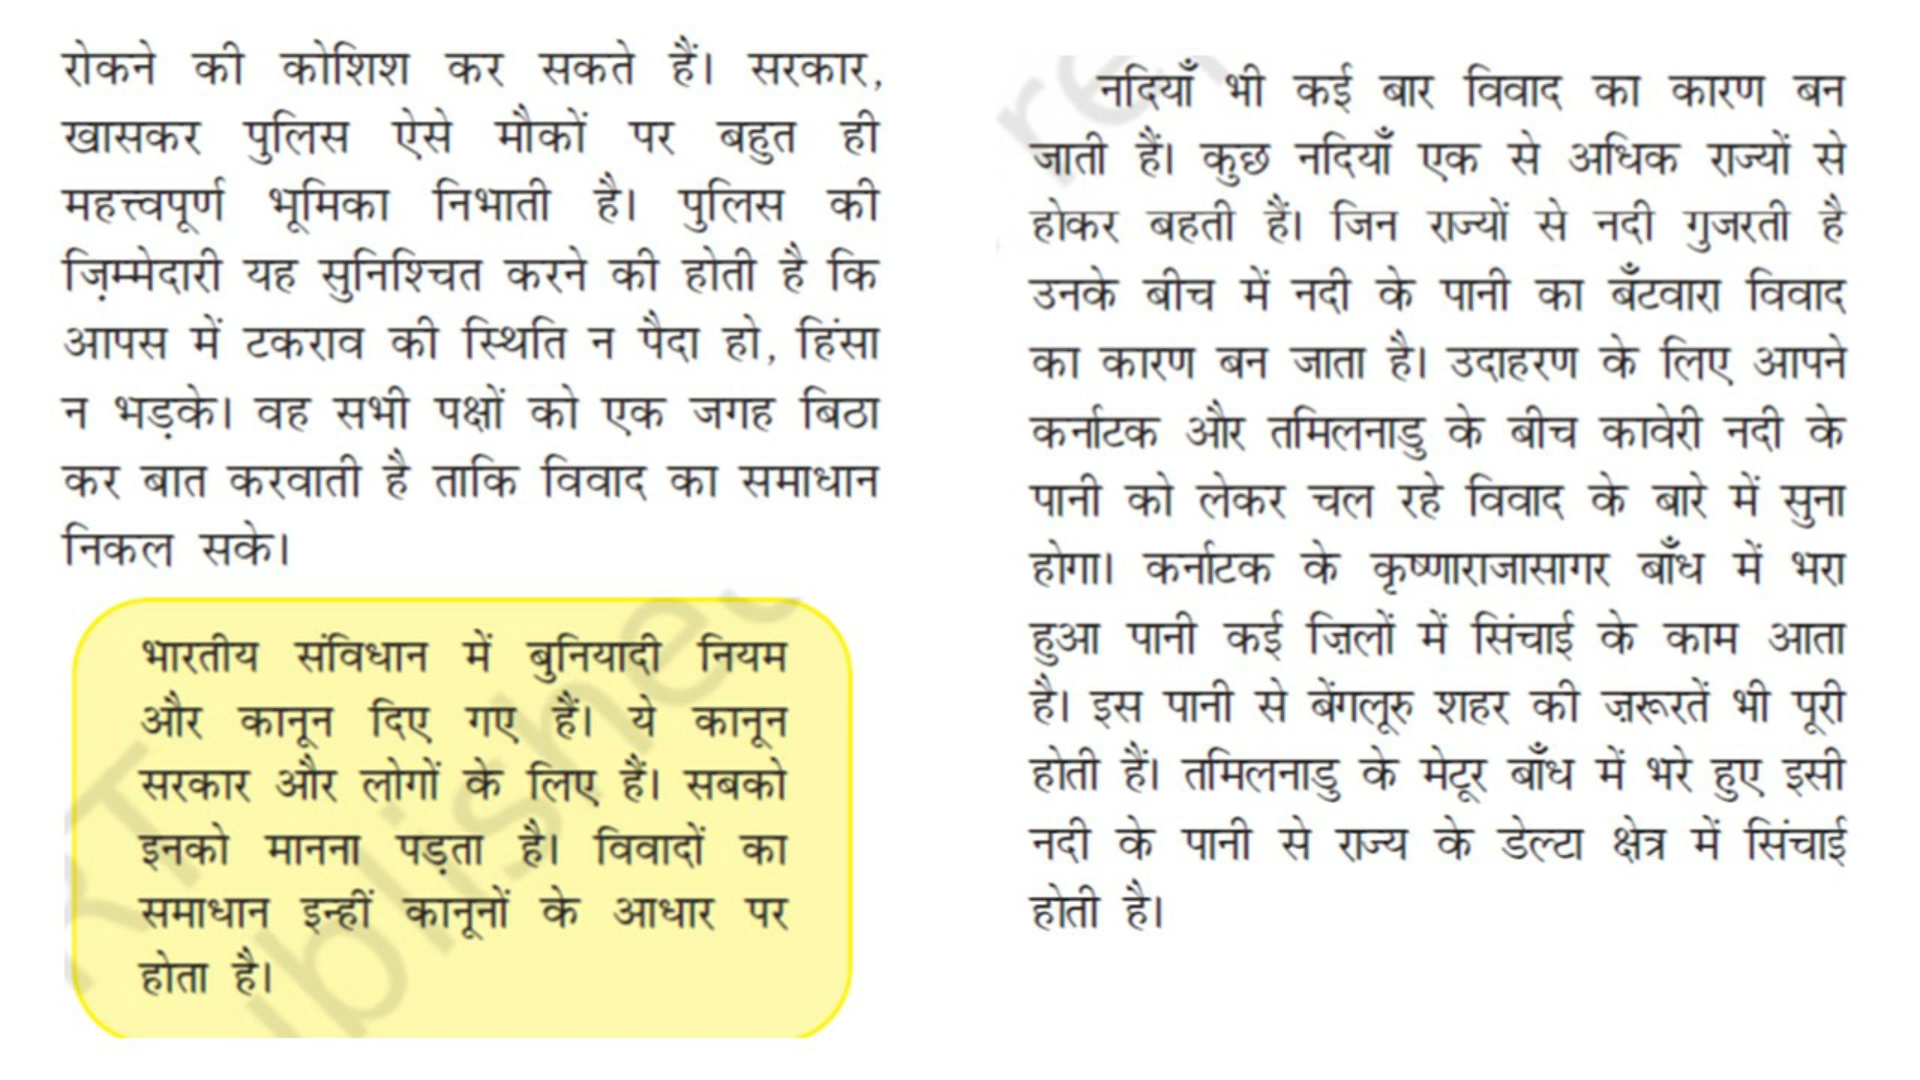 रोकने की कोशिश कर सकते हैं। सरकार,
खासकर पुलिस ऐसे मौकों पर बहुत ही
महत्त्वपूर्ण भूमिका निभाती है। पुलिस की
ज़िम्मेदारी यह सुनिश्चित करने की होती है कि
आपस में टकराव की स्थिति न पैदा हो, हिंसा
न भड़के। वह सभी पक्षों को एक जगह बिठा
कर बात करवाती है ताकि विवाद का समाधान
निकल सके।
भारतीय संविधान में बुनियादी नियम
और कानून दिए गए हैं। ये कानून
सरकार और लोगों के लिए हैं। सबको
इनको मानना पड़ता है। विवादों का
समाधान इन्हीं कानूनों के आधार पर
होता है।
नदियाँ भी कई बार विवाद का कारण बन
जाती हैं। कुछ नदियाँ एक से अधिक राज्यों से
होकर बहती हैं। जिन राज्यों से नदी गुजरती है
उनके बीच में नदी के पानी का बँटवारा विवाद
का कारण बन जाता है। उदाहरण के लिए आपने
कर्नाटक और तमिलनाडु के बीच कावेरी नदी के
पानी को लेकर चल रहे विवाद के बारे में सुना
होगा। कर्नाटक के कृष्णाराजासागर बाँध में भरा
हुआ पानी कई ज़िलों में सिंचाई के काम आता
है। इस पानी से बेंगलूरु शहर की ज़रूरतें भी पूरी
होती हैं। तमिलनाडु के मेटूर बाँध में भरे हुए इसी
नदी के पानी से राज्य के डेल्टा क्षेत्र में सिंचाई
होती है।